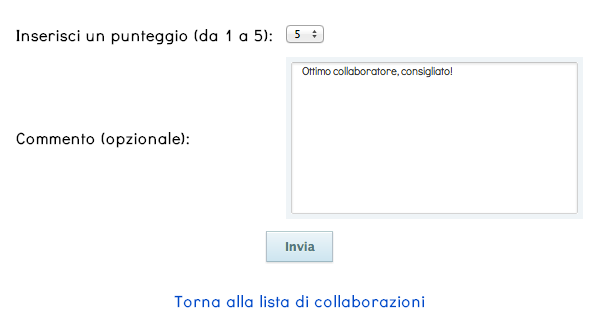 Inserisci un punteggio (da 1 a 5): 5
Ottimo collaboratore, consigliato!
Commento (opzionale):
Invia
Torna alla lista di collaborazioni